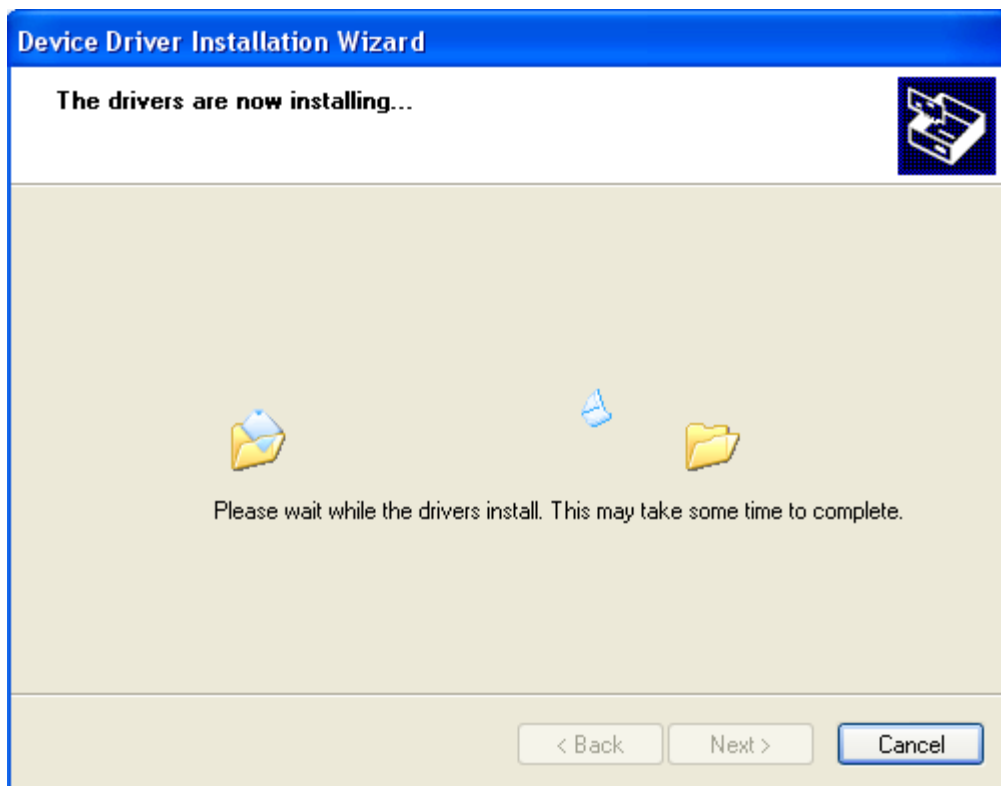 Device Driver Installation Wizard
The drivers are now installing...
Please wait while the drivers install. This may take some time to complete.
< Back
Next >
Cancel